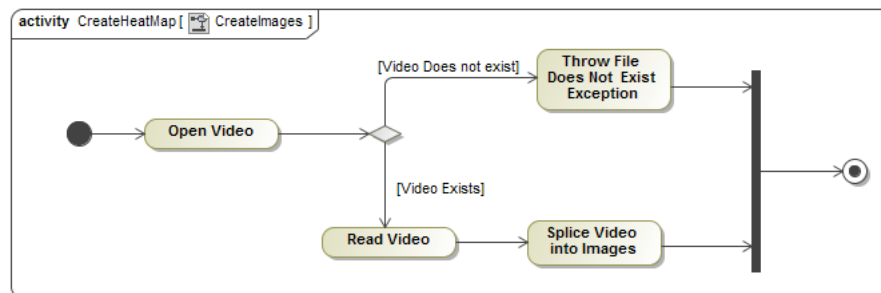 activity CreateHeatMap [ CreateImages ]
[Video Does not exist]
Throw File
Does Not Exist
Exception
Open Video
[Video Exists]
Read Video
Splice Video
into Images